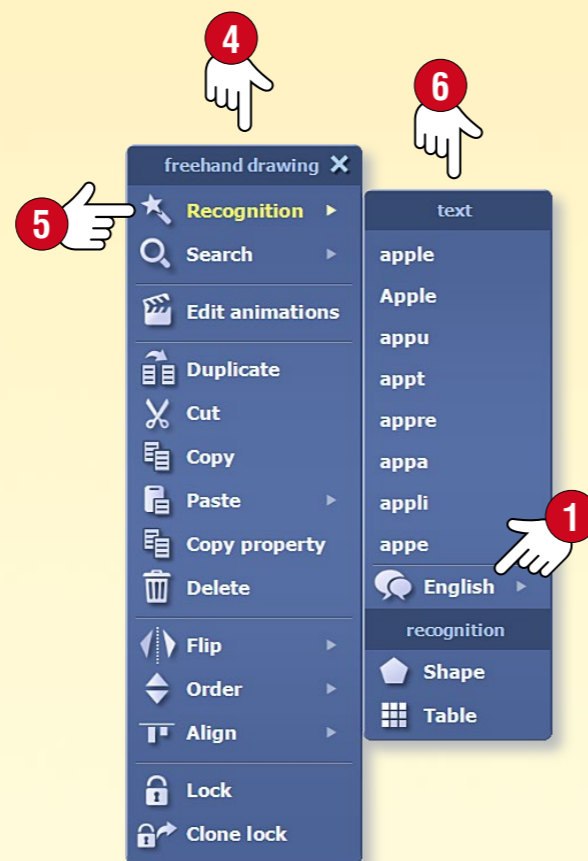 4
6
freehand drawing
5
Recognition
Search
Edit animations
Duplicate
Cut
Copy
Paste
Copy property
Delete
Flip
Order
Align
Lock
Clone lock
text
apple
Apple
appu
appt
appre
appa
appli
appe
1
English
recognition
Shape
Table